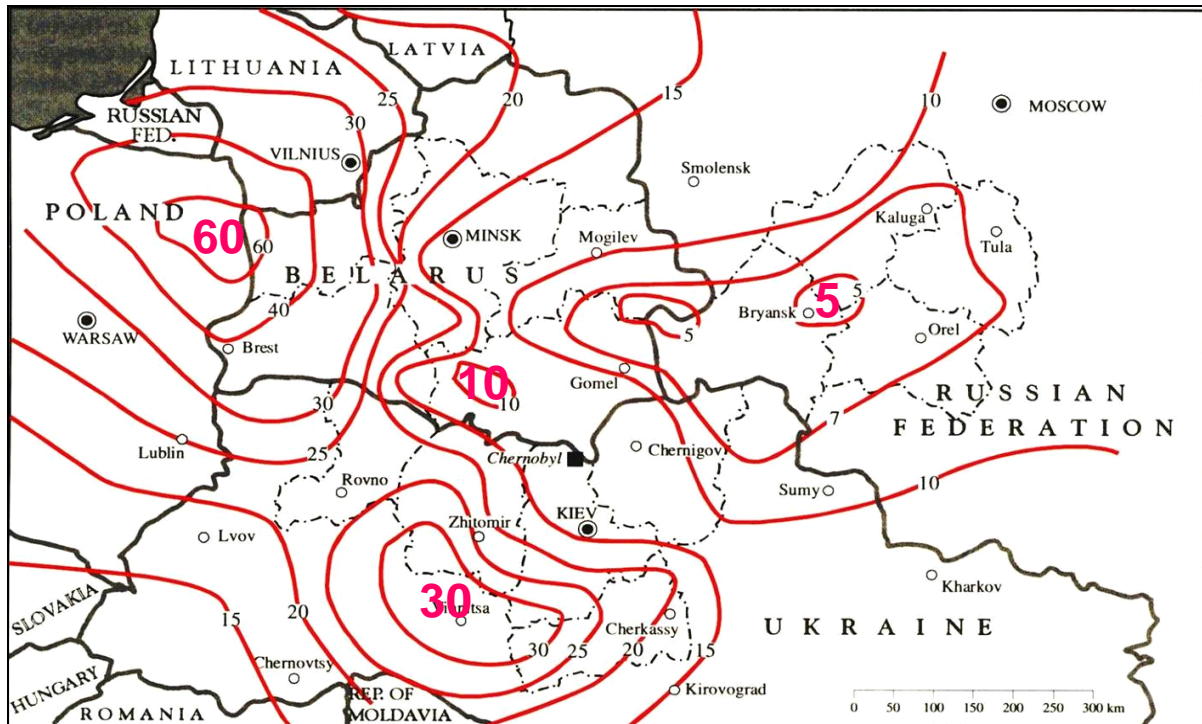 LATVIA
LITHUANIA
25
20
15
10
MOSCOW
RUSSIAN
FED.
30
VILNIUS
Smolensk
POLAND
60
60
Kaluga
Tula
MINSK
Mogilev
BELARUS
40
5
5
5
Bryansk
Orel
WARSAW
Brest
Gomel
10
10
30
7
RUSSIAN
FEDERATION
Lublin
25
Chernobyl
Chernigov
Rovno
Sumy
10
Lvov
Zhitomir
KIEV
Kharkov
SLOVAKIA
15
20
30
Cherkassy
UKRAINE
30
25
20
15
HUNGARY
Chernovtsy
REP. OF
MOLDAVIA
Kirovograd
ROMANIA
0 50 100 150 200 250 300 km